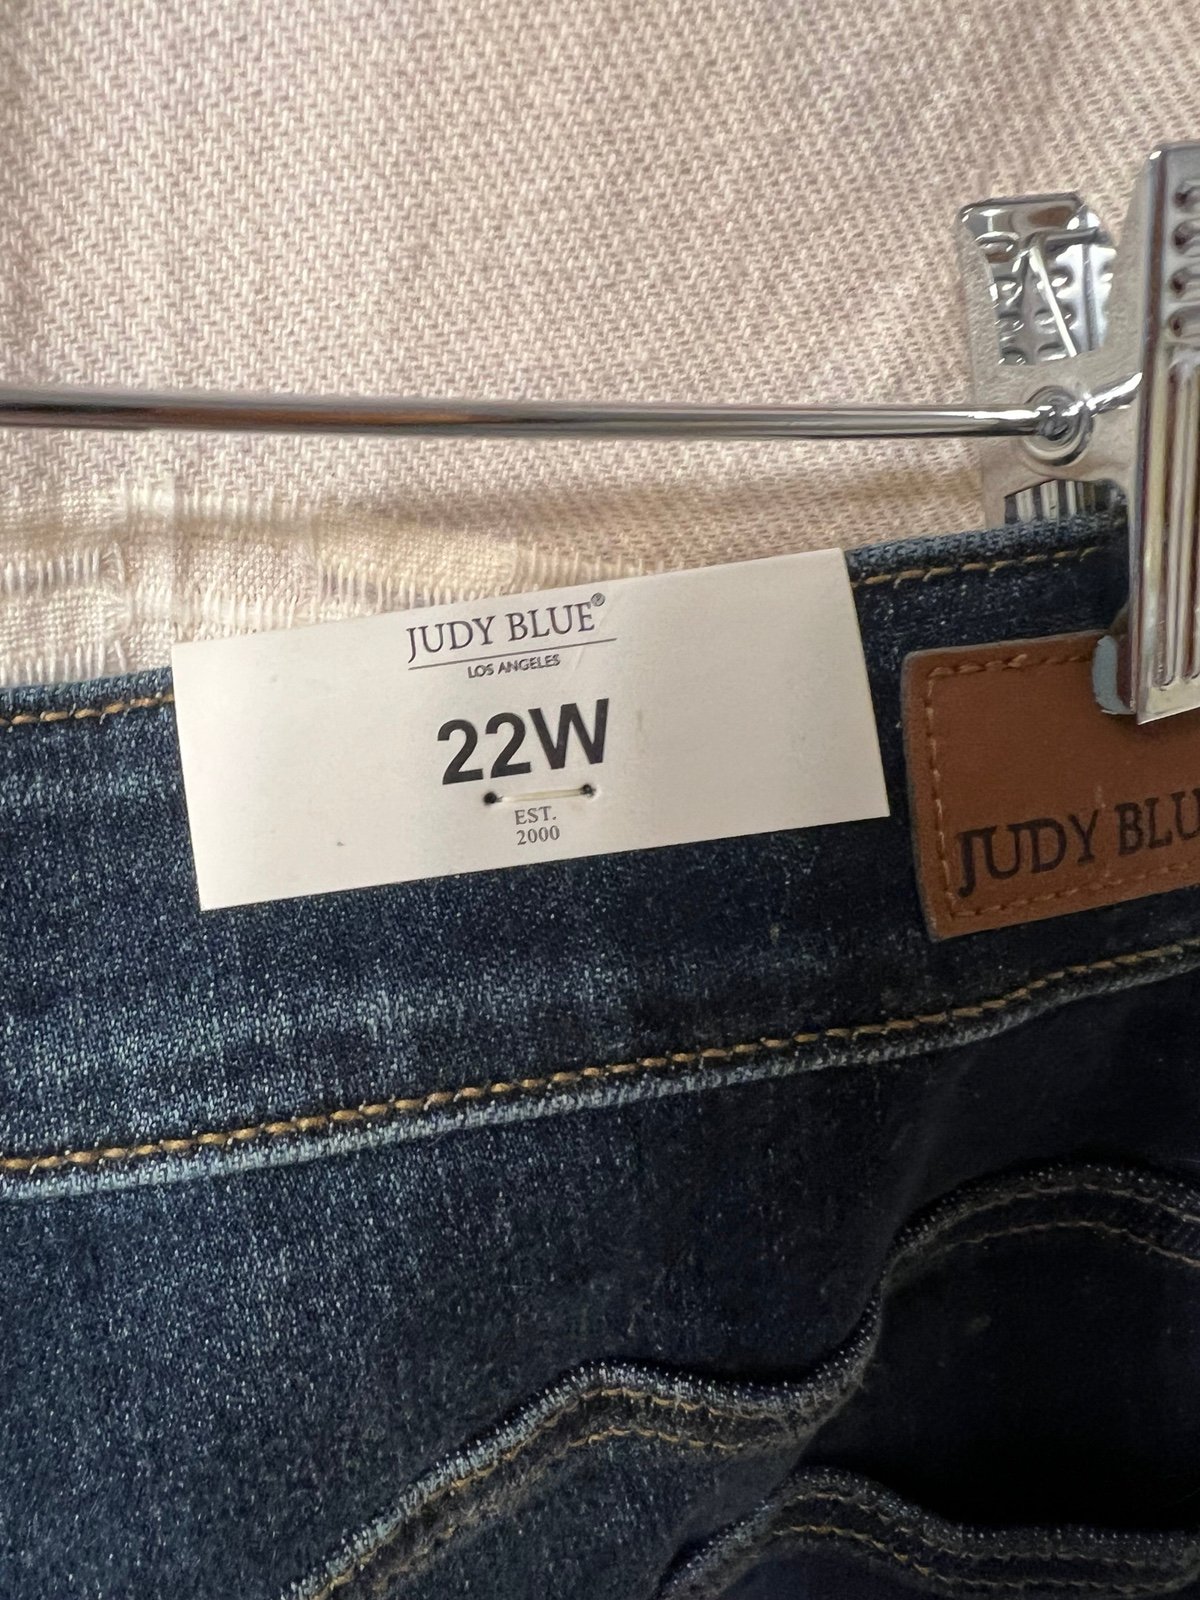 JUDY BLUE®
LOS ANGELES
22W
EST.
2000
JUDY BLU